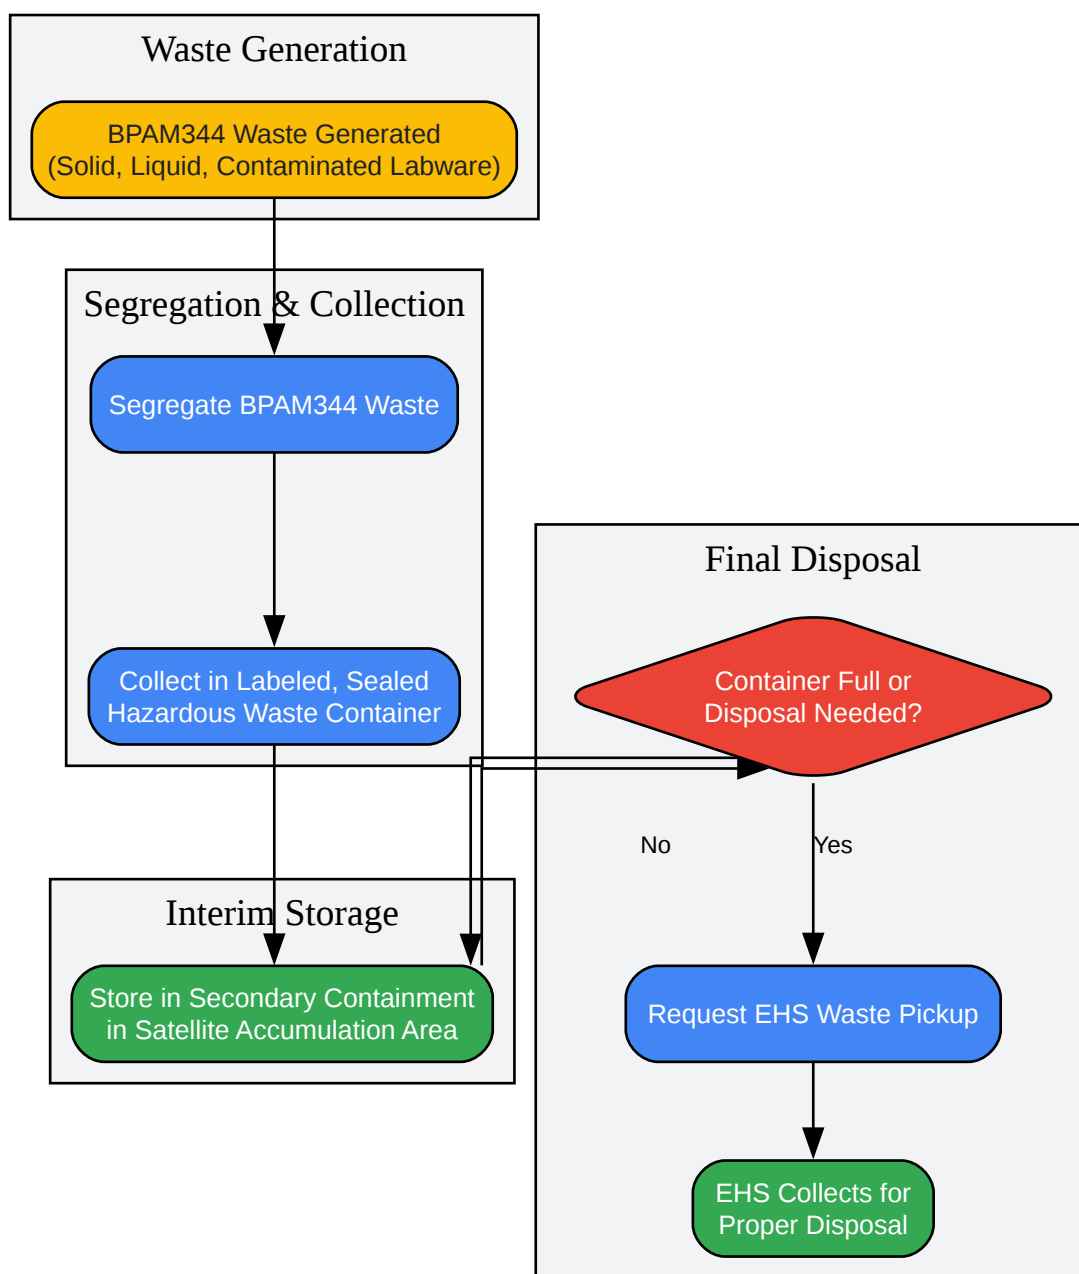 Waste Generation
BPAM344 Waste Generated
(Solid, Liquid, Contaminated Labware)
Segregation & Collection
Segregate BPAM344 Waste
Collect in Labeled, Sealed
Hazardous Waste Container
Final Disposal
Container Full or
Disposal Needed?
No
Yes
Interim Storage
Store in Secondary Containment
in Satellite Accumulation Area
Request EHS Waste Pickup
EHS Collects for
Proper Disposal